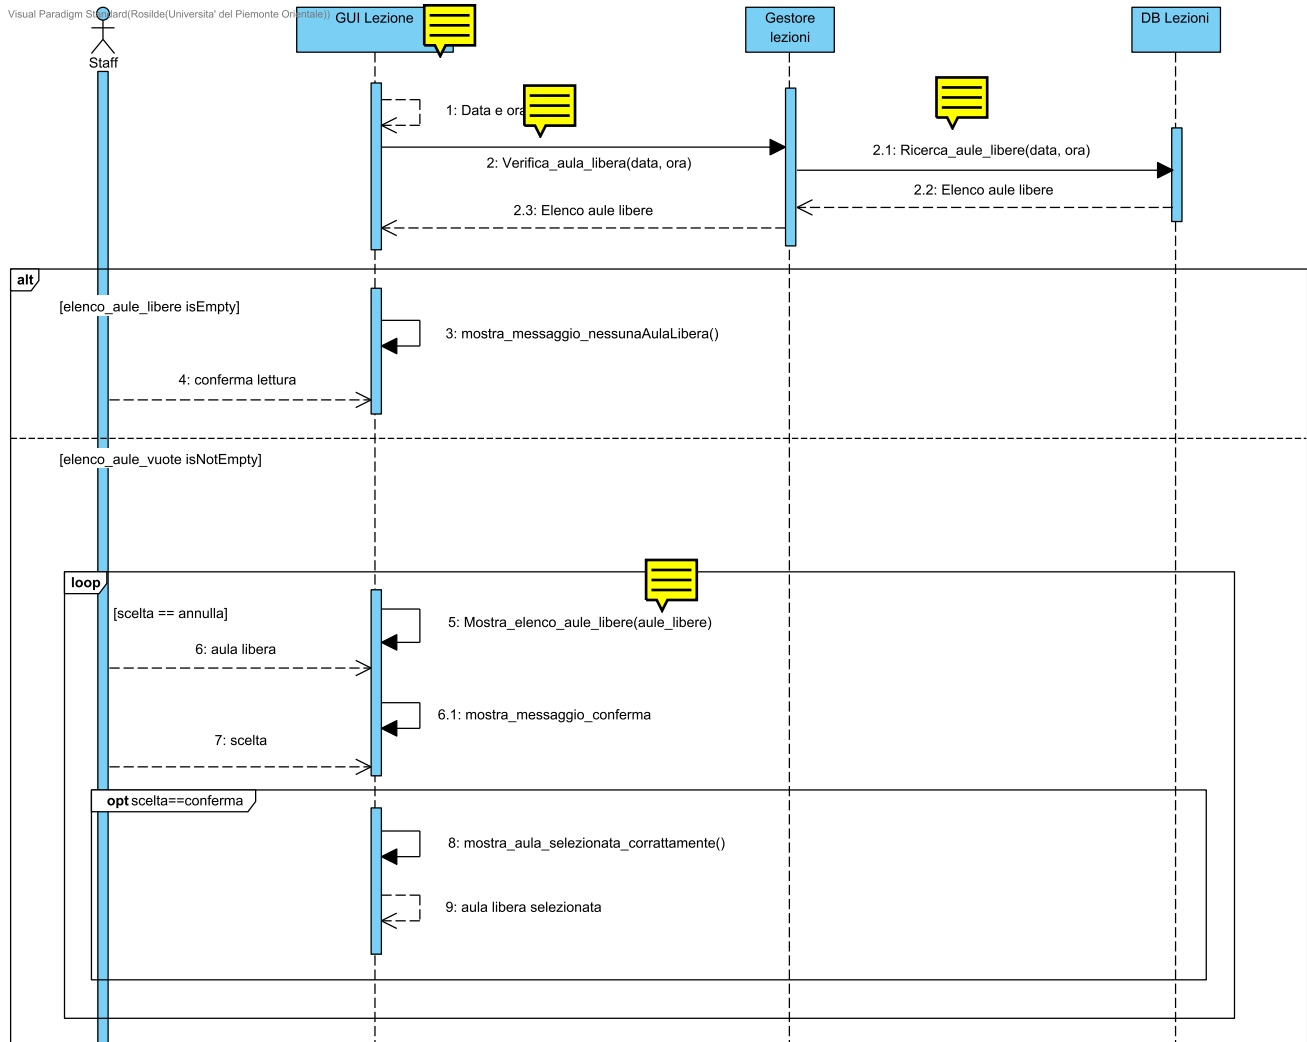 Visual Paradigm Standard(Rosilde(Universita' del Piemonte Orientale))
GUI Lezione
Gestore
lezioni
DB Lezioni
Staff
1: Data e ora
2: Verifica_aula_libera(data, ora)
2.1: Ricerca_aule_libere(data, ora)
2.2: Elenco aule libere
2.3: Elenco aule libere
alt
[elenco_aule_libere isEmpty]
3: mostra_messaggio_nessunaAulaLibera()
4: conferma lettura
[elenco_aule_vuote isNotEmpty]
loop
[scelta == annulla]
5: Mostra_elenco_aule_libere(aule_libere)
6: aula libera
6.1: mostra_messaggio_conferma
7: scelta
opt scelta==conferma
8: mostra_aula_selezionata_corrattamente()
9: aula libera selezionata